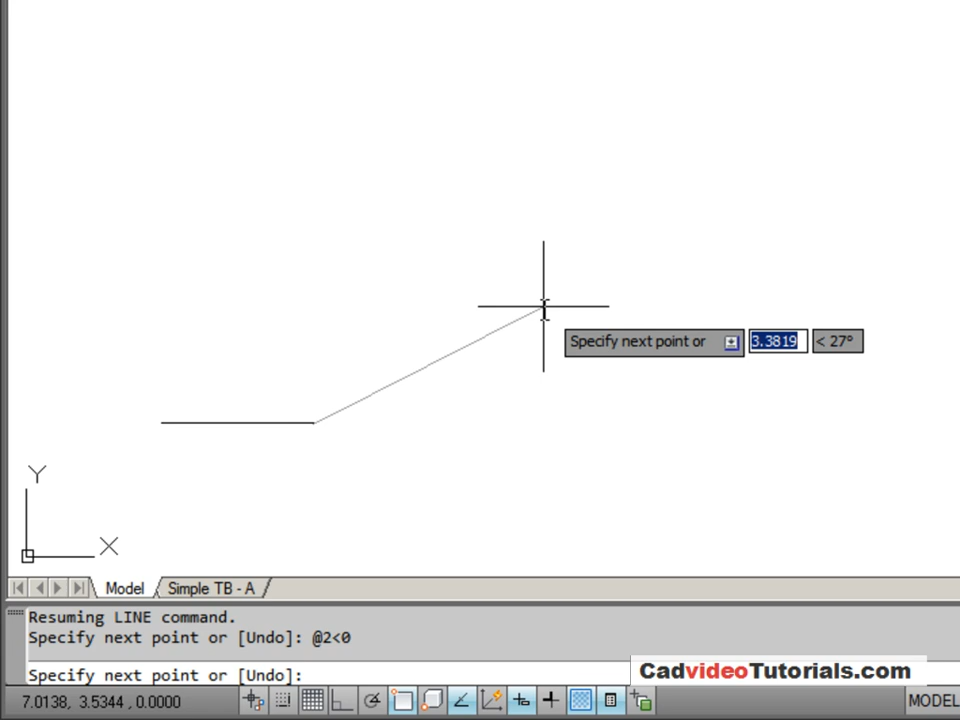 Specify next point or 3.3819 < 27°
Y
X
Model Simple TB - A
Resuming LINE command.
Specify next point or [Undo]: @2<0
Specify next point or [Undo]:
CadvideoTutorials.com
7.0138, 3.5344 , 0.0000 MODEL